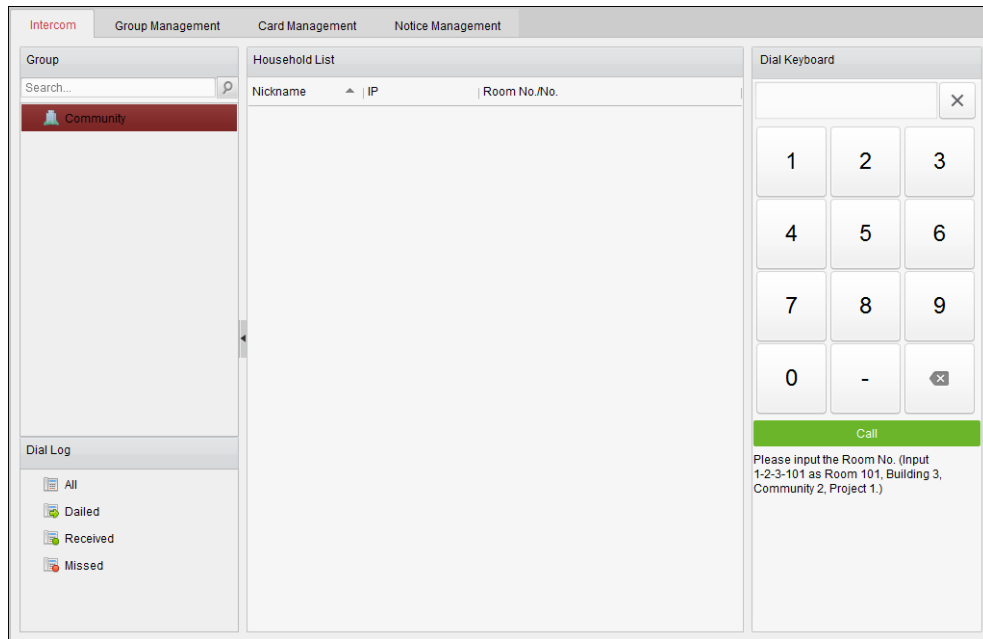 Intercom Group Management Card Management Notice Management
Group
Search...
Community
Household List
Nickname IP Room No./No.
Dial Keyboard
1 2 3
4 5 6
7 8 9
0 -
Call
Please input the Room No. (Input
1-2-3-101 as Room 101, Building 3,
Community 2, Project 1.)
Dial Log
All
Dailed
Received
Missed